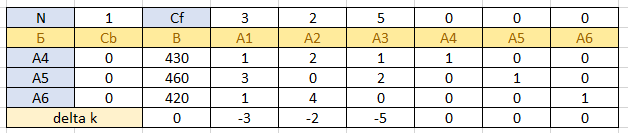 N 1 Cf 3 2 5 0 0 0
Б Cb B A1 A2 A3 A4 A5 A6
A4 0 430 1 2 1 1 0 0
A5 0 460 3 0 2 0 1 0
A6 0 420 1 4 0 0 0 1
delta k 0 -3 -2 -5 0 0 0